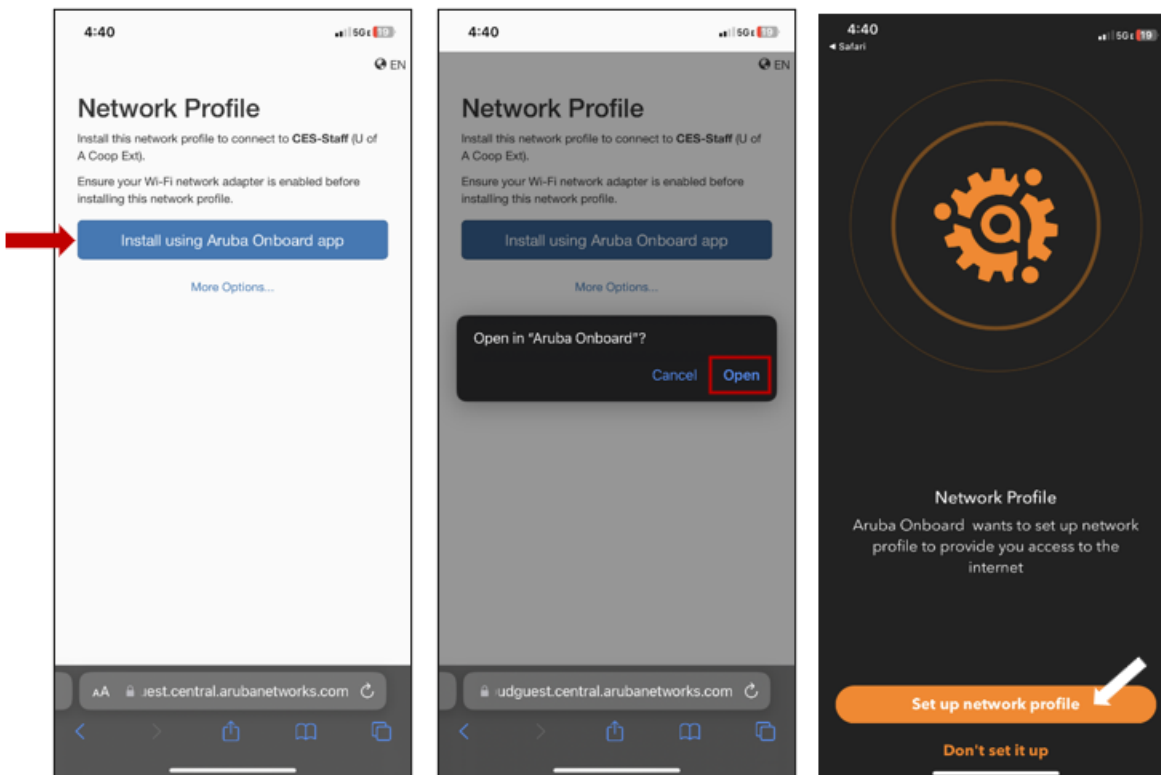 4:40
5GE 19
EN
Network Profile
Install this network profile to connect to CES-Staff (U of
A Coop Ext).
Ensure your Wi-Fi network adapter is enabled before
installing this network profile.
Install using Aruba Onboard app
More Options...
AA uest.central.arubanetworks.com
4:40
5GE 19
EN
Network Profile
Install this network profile to connect to CES-Staff (U of
A Coop Ext).
Ensure your Wi-Fi network adapter is enabled before
installing this network profile.
Install using Aruba Onboard app
More Options...
Open in "Aruba Onboard"?
Cancel Open
udguest.central.arubanetworks.com
4:40
5GE 19
Safari
Network Profile
Aruba Onboard wants to set up network
profile to provide you access to the
internet
Set up network profile
Don't set it up